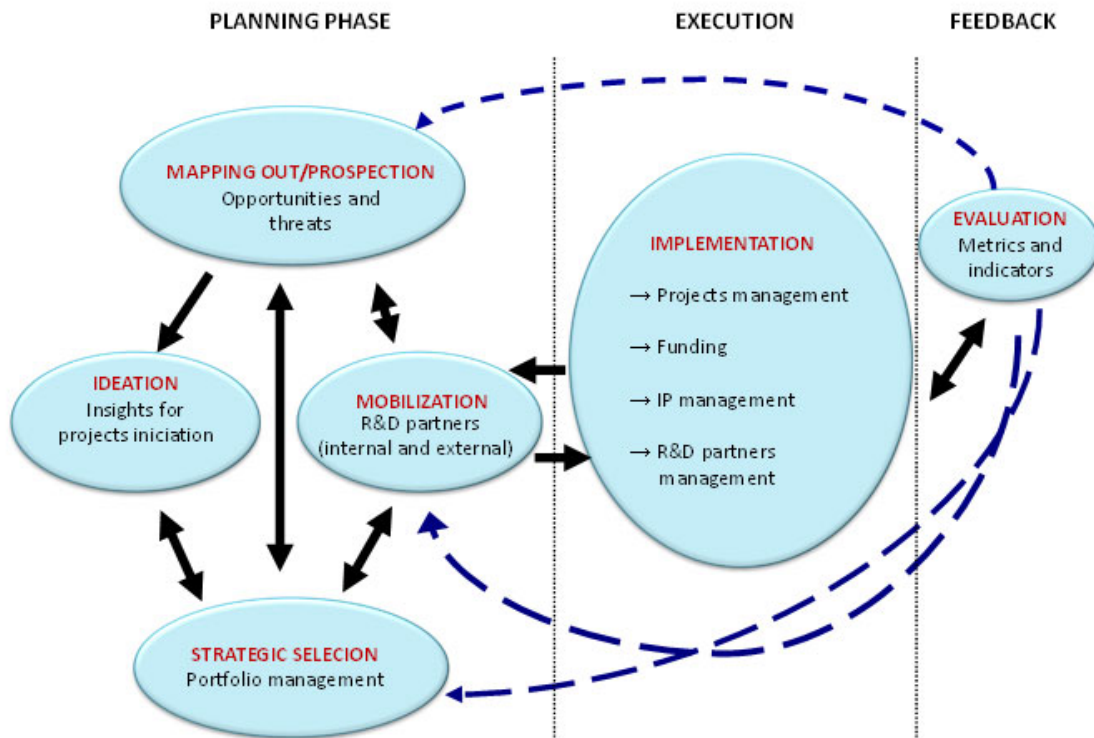 PLANNING PHASE
EXECUTION
FEEDBACK
MAPPING OUT/PROSPECTION
Opportunities and
threats
IDEATION
Insights for
projects iniciation
MOBILIZATION
R&D partners
(internal and external)
STRATEGIC SELECION
Portfolio management
IMPLEMENTATION
→ Projects management
→ Funding
→ IP management
→ R&D partners
management
EVALUATION
Metrics and
indicators